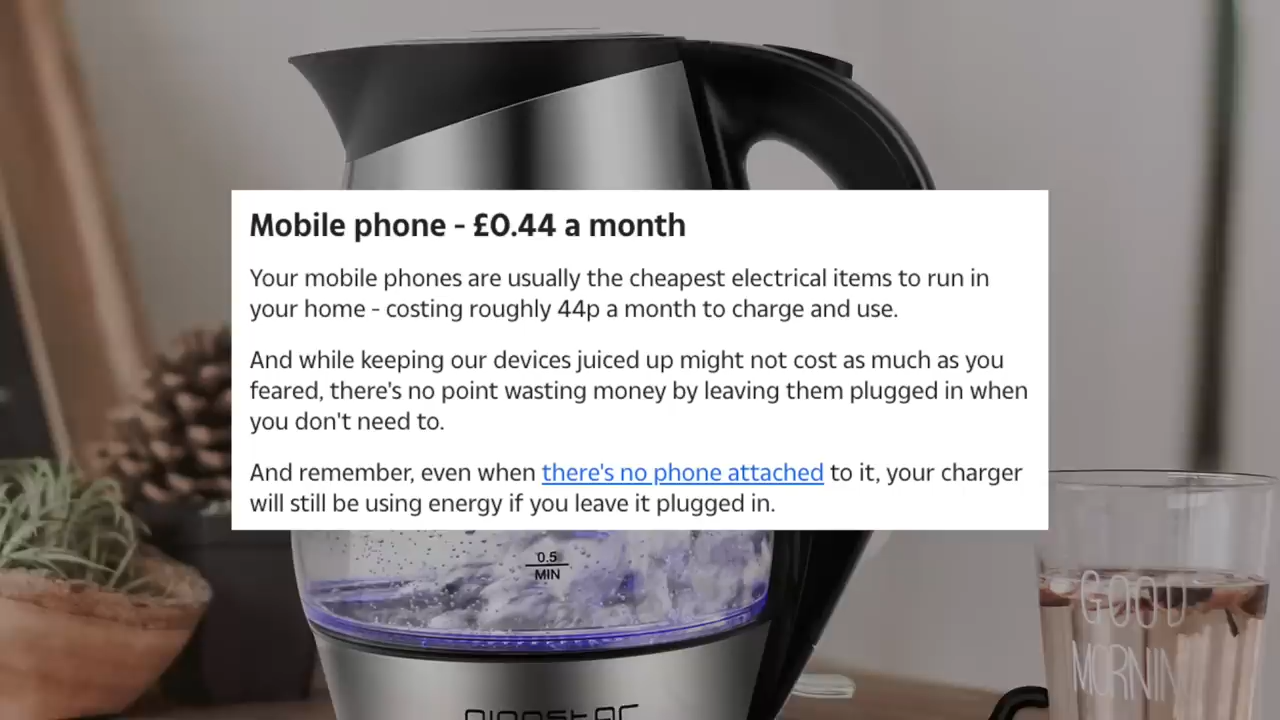 Mobile phone - £0.44 a month
Your mobile phones are usually the cheapest electrical items to run in
your home - costing roughly 44p a month to charge and use.
And while keeping our devices juiced up might not cost as much as you
feared, there's no point wasting money by leaving them plugged in when
you don't need to.
And remember, even when there's no phone attached to it, your charger
will still be using energy if you leave it plugged in.
0.5
MIN
GOOD
MORNIN